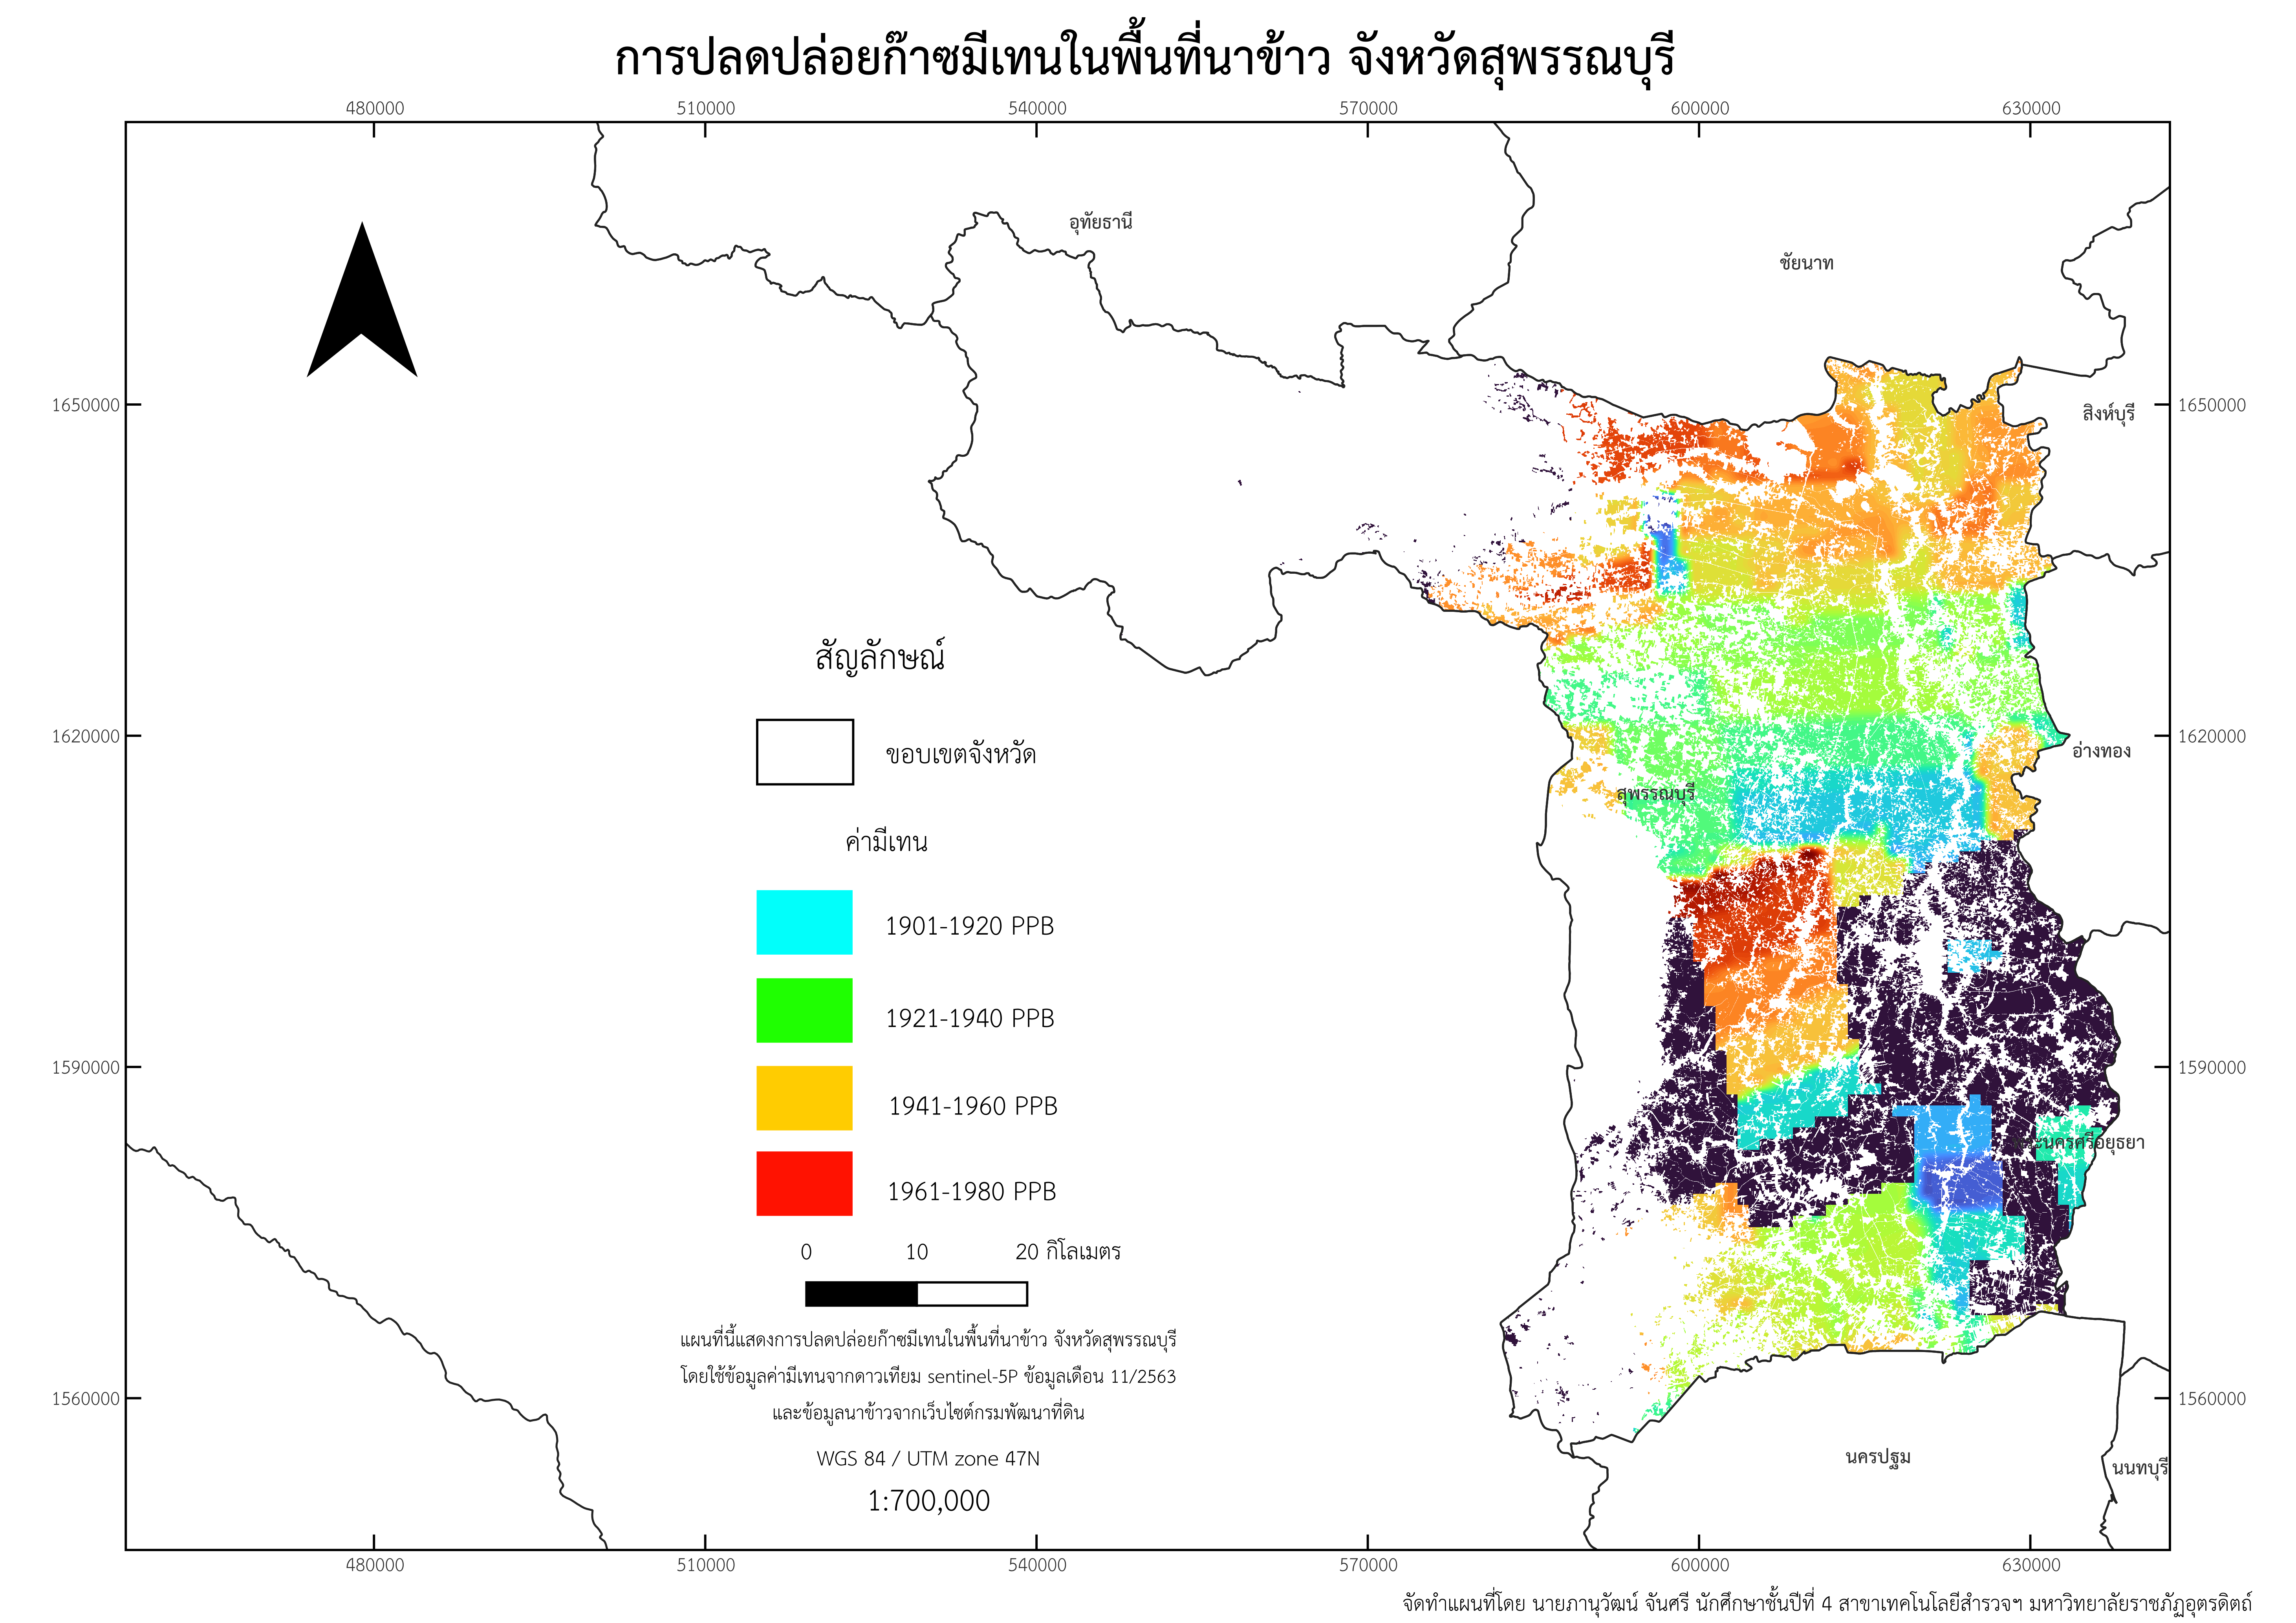 การปลดปล่อยก๊าซมีเทนในพื้นที่นาข้าว จังหวัดสุพรรณบุรี
480000 510000 540000 570000 600000 630000
อุทัยธานี
ชัยนาท
1650000 1650000
สิงห์บุรี
สัญลักษณ์
1620000 1620000
ขอบเขตจังหวัด
อ่างทอง
สุพรรณบุรี
ค่ามีเทน
1901-1920 PPB
1921-1940 PPB
1590000 1590000
1941-1960 PPB
พระนครศรีอยุธยา
1961-1980 PPB
0 10 20 กิโลเมตร
แผนที่นี้แสดงการปลดปล่อยก๊าซมีเทนในพื้นที่นาข้าว จังหวัดสุพรรณบุรี
โดยใช้ข้อมูลค่ามีเทนจากดาวเทียม sentinel-5P ข้อมูลเดือน 11/2563
1560000 1560000
และข้อมูลนาข้าวจากเว็บไซต์กรมพัฒนาที่ดิน
WGS 84 / UTM zone 47N
นครปฐม
นนทบุรี
1:700,000
480000 510000 540000 570000 600000 630000
จัดทำแผนที่โดย นายภานุวัฒน์ จันศรี นักศึกษาชั้นปีที่ 4 สาขาเทคโนโลยีสำรวจฯ มหาวิทยาลัยราชภัฏอุตรดิตถ์